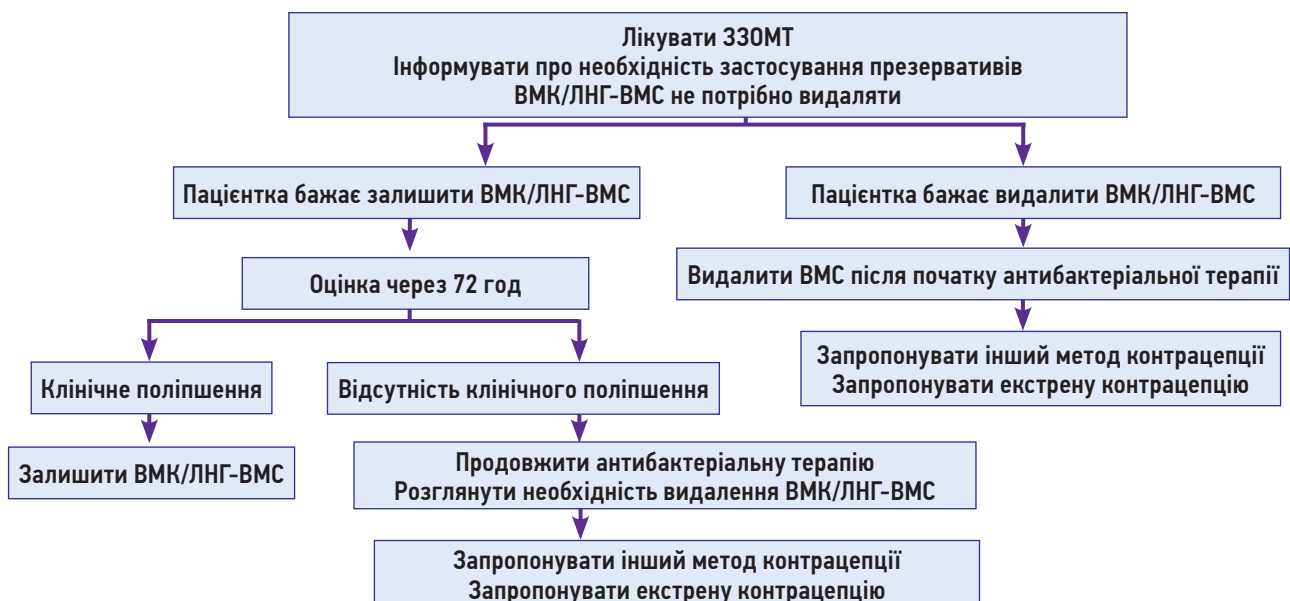 Лікувати ЗЗОМТ
Інформувати про необхідність застосування презервативів
ВМК/ЛНГ-ВМС не потрібно видаляти
Пацієнтка бажає залишити ВМК/ЛНГ-ВМС
Пацієнтка бажає видалити ВМК/ЛНГ-ВМС
Оцінка через 72 год
Видалити ВМС після початку антибактеріальної терапії
Клінічне поліпшення
Відсутність клінічного поліпшення
Запропонувати інший метод контрацепції
Запропонувати екстрену контрацепцію
Залишити ВМК/ЛНГ-ВМС
Продовжити антибактеріальну терапію
Розглянути необхідність видалення ВМК/ЛНГ-ВМС
Запропонувати інший метод контрацепції
Запропонувати екстрену контрацепцію